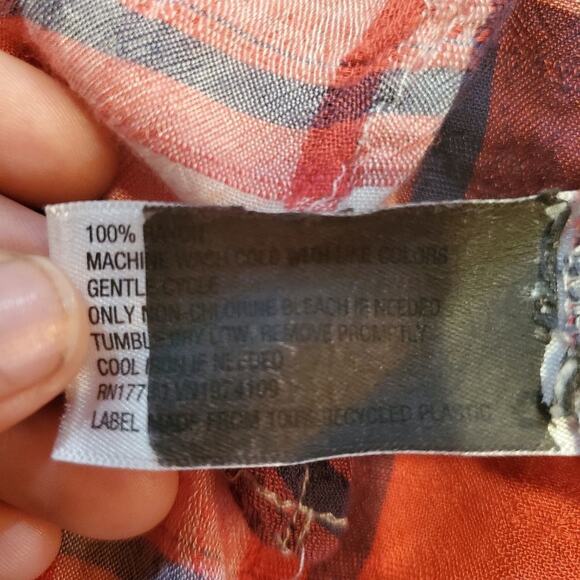 100% RAYON
MACHINE WASH COLD WITH LIKE COLORS
GENTLE CYCLE
ONLY NON-CHLORINE BLEACH IF NEEDED
TUMBLE DRY LOW, REMOVE PROMPTLY
COOL IRON IF NEEDED
LABEL MADE FROM 100% RECYCLED PLASTIC